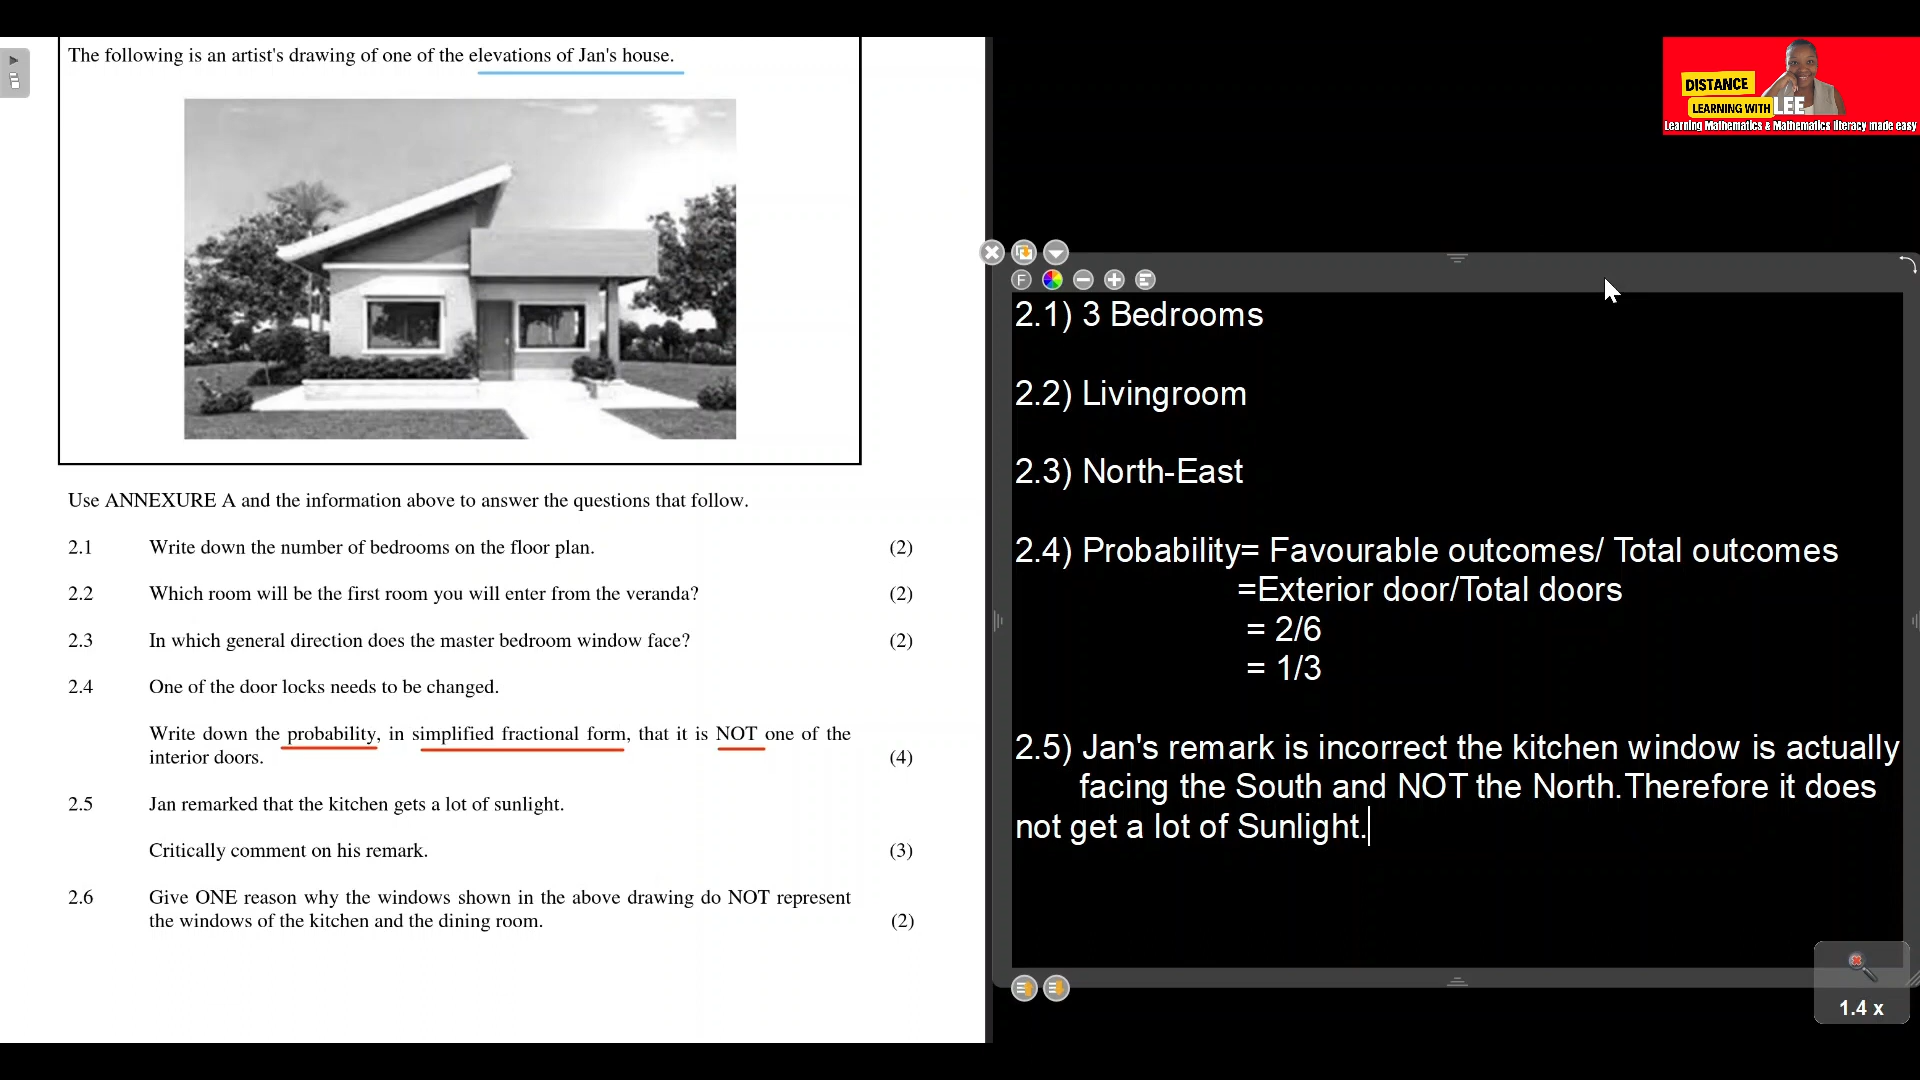 The following is an artist's drawing of one of the elevations of Jan's house.
Use ANNEXURE A and the information above to answer the questions that follow.
2.1 Write down the number of bedrooms on the floor plan. (2)
2.2 Which room will be the first room you will enter from the veranda? (2)
2.3 In which general direction does the master bedroom window face? (2)
2.4 One of the door locks needs to be changed.
Write down the probability, in simplified fractional form, that it is NOT one of the
interior doors. (4)
2.5 Jan remarked that the kitchen gets a lot of sunlight.
Critically comment on his remark. (3)
2.6 Give ONE reason why the windows shown in the above drawing do NOT represent
the windows of the kitchen and the dining room. (2)
DISTANCE
LEARNING WITH LEE
Learning Mathematics & Mathematics literacy made easy
F
2.1) 3 Bedrooms
2.2) Livingroom
2.3) North-East
2.4) Probability= Favourable outcomes/ Total outcomes
=Exterior door/Total doors
= 2/6
= 1/3
2.5) Jan's remark is incorrect the kitchen window is actually
facing the South and NOT the North.Therefore it does
not get a lot of Sunlight.
1.4 x